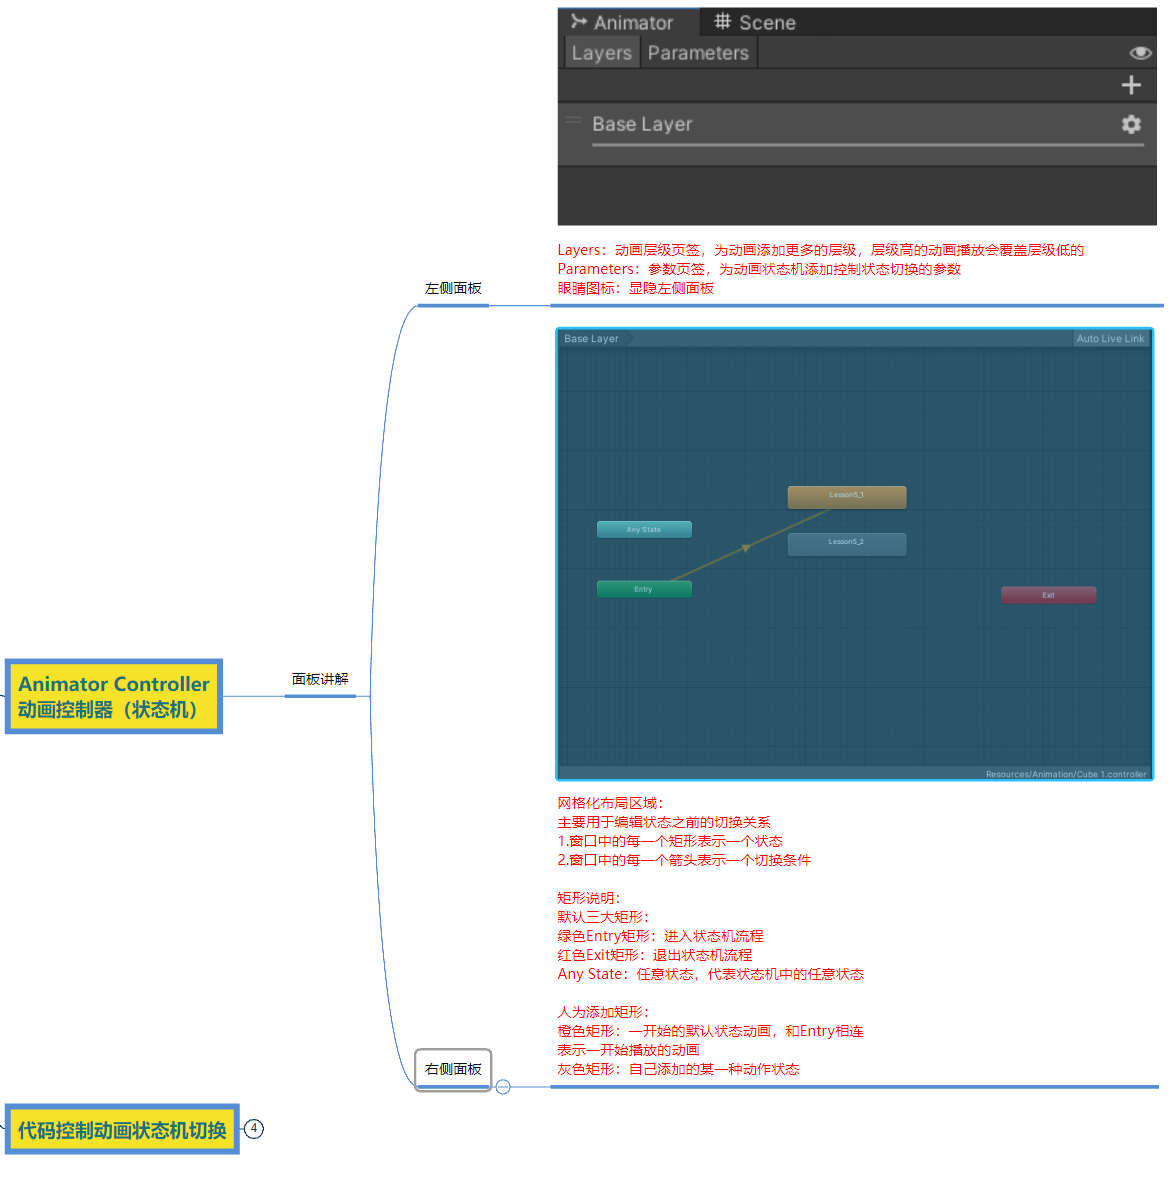 Animator
Scene
Layers
Parameters
Base Layer
Layers：动画层级页签，为动画添加更多的层级，层级高的动画播放会覆盖层级低的
Parameters：参数页签，为动画状态机添加控制状态切换的参数
眼睛图标：显隐左侧面板
左侧面板
Base Layer
Auto Live Link
Lesson5_1
Any State
Lesson5_2
Entry
Exit
Resources/Animation/Cube 1.controller
Animator Controller
动画控制器（状态机）
面板讲解
网格化布局区域：
主要用于编辑状态之前的切换关系
1.窗口中的每一个矩形表示一个状态
2.窗口中的每一个箭头表示一个切换条件
矩形说明：
默认三大矩形：
绿色Entry矩形：进入状态机流程
红色Exit矩形：退出状态机流程
Any State：任意状态，代表状态机中的任意状态
人为添加矩形：
橙色矩形：一开始的默认状态动画，和Entry相连
表示一开始播放的动画
灰色矩形：自己添加的某一种动作状态
右侧面板
代码控制动画状态机切换
4